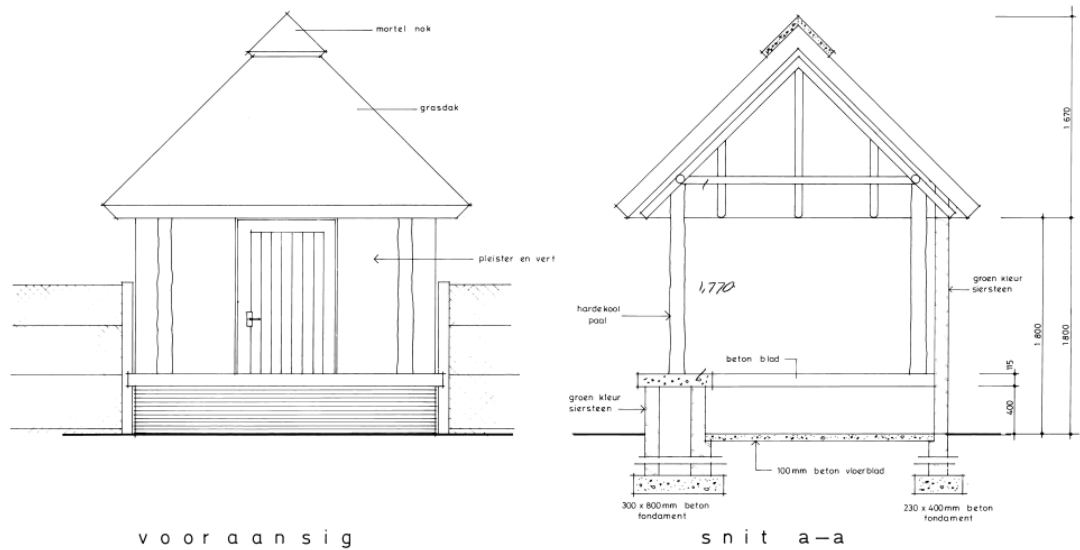 mortel nok
grasdak
pleister en verf
vooraansig
1 670
groen kleur
siersteen
1,770
hardekool
paal
beton blad
1 800
1800
115
400
groen kleur
siersteen
100mm beton vloerblad
300 x 800mm beton
fondament
230 x 400mm beton
fondament
snit a-a